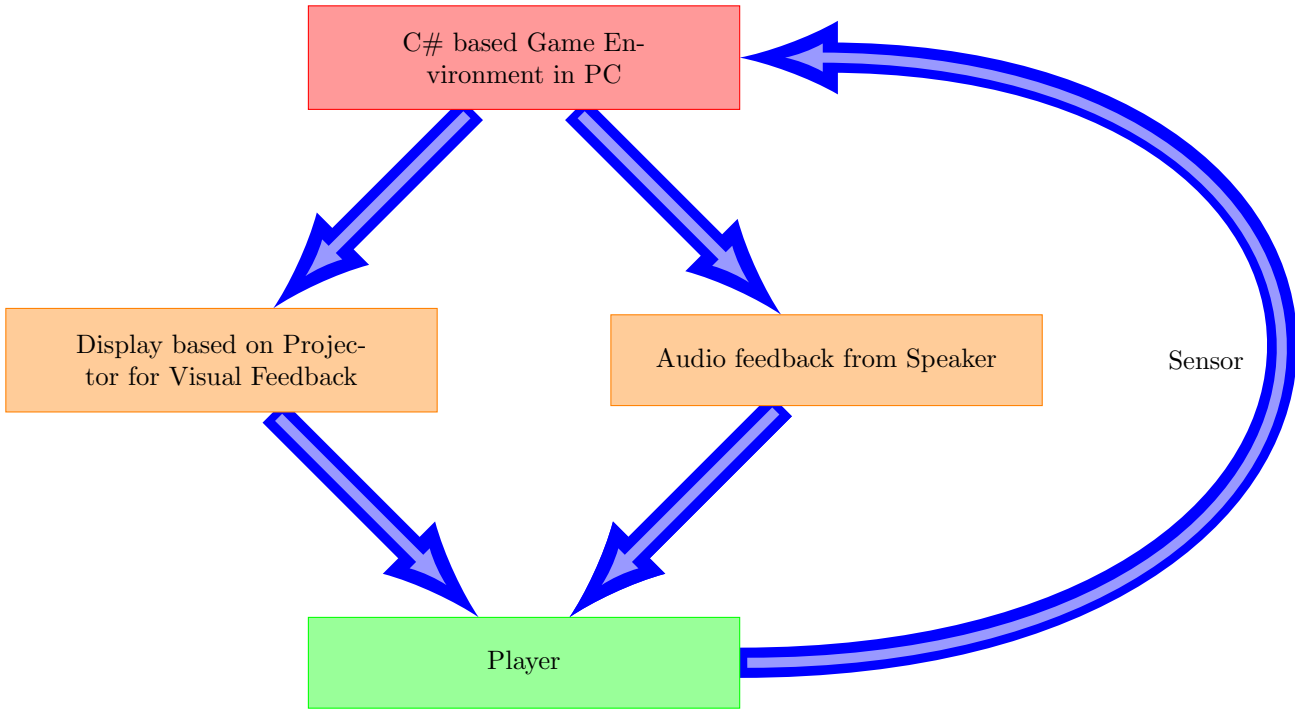 C# based Game En-
vironment in PC
Display based on Projec-
tor for Visual Feedback
Audio feedback from Speaker
Sensor
Player